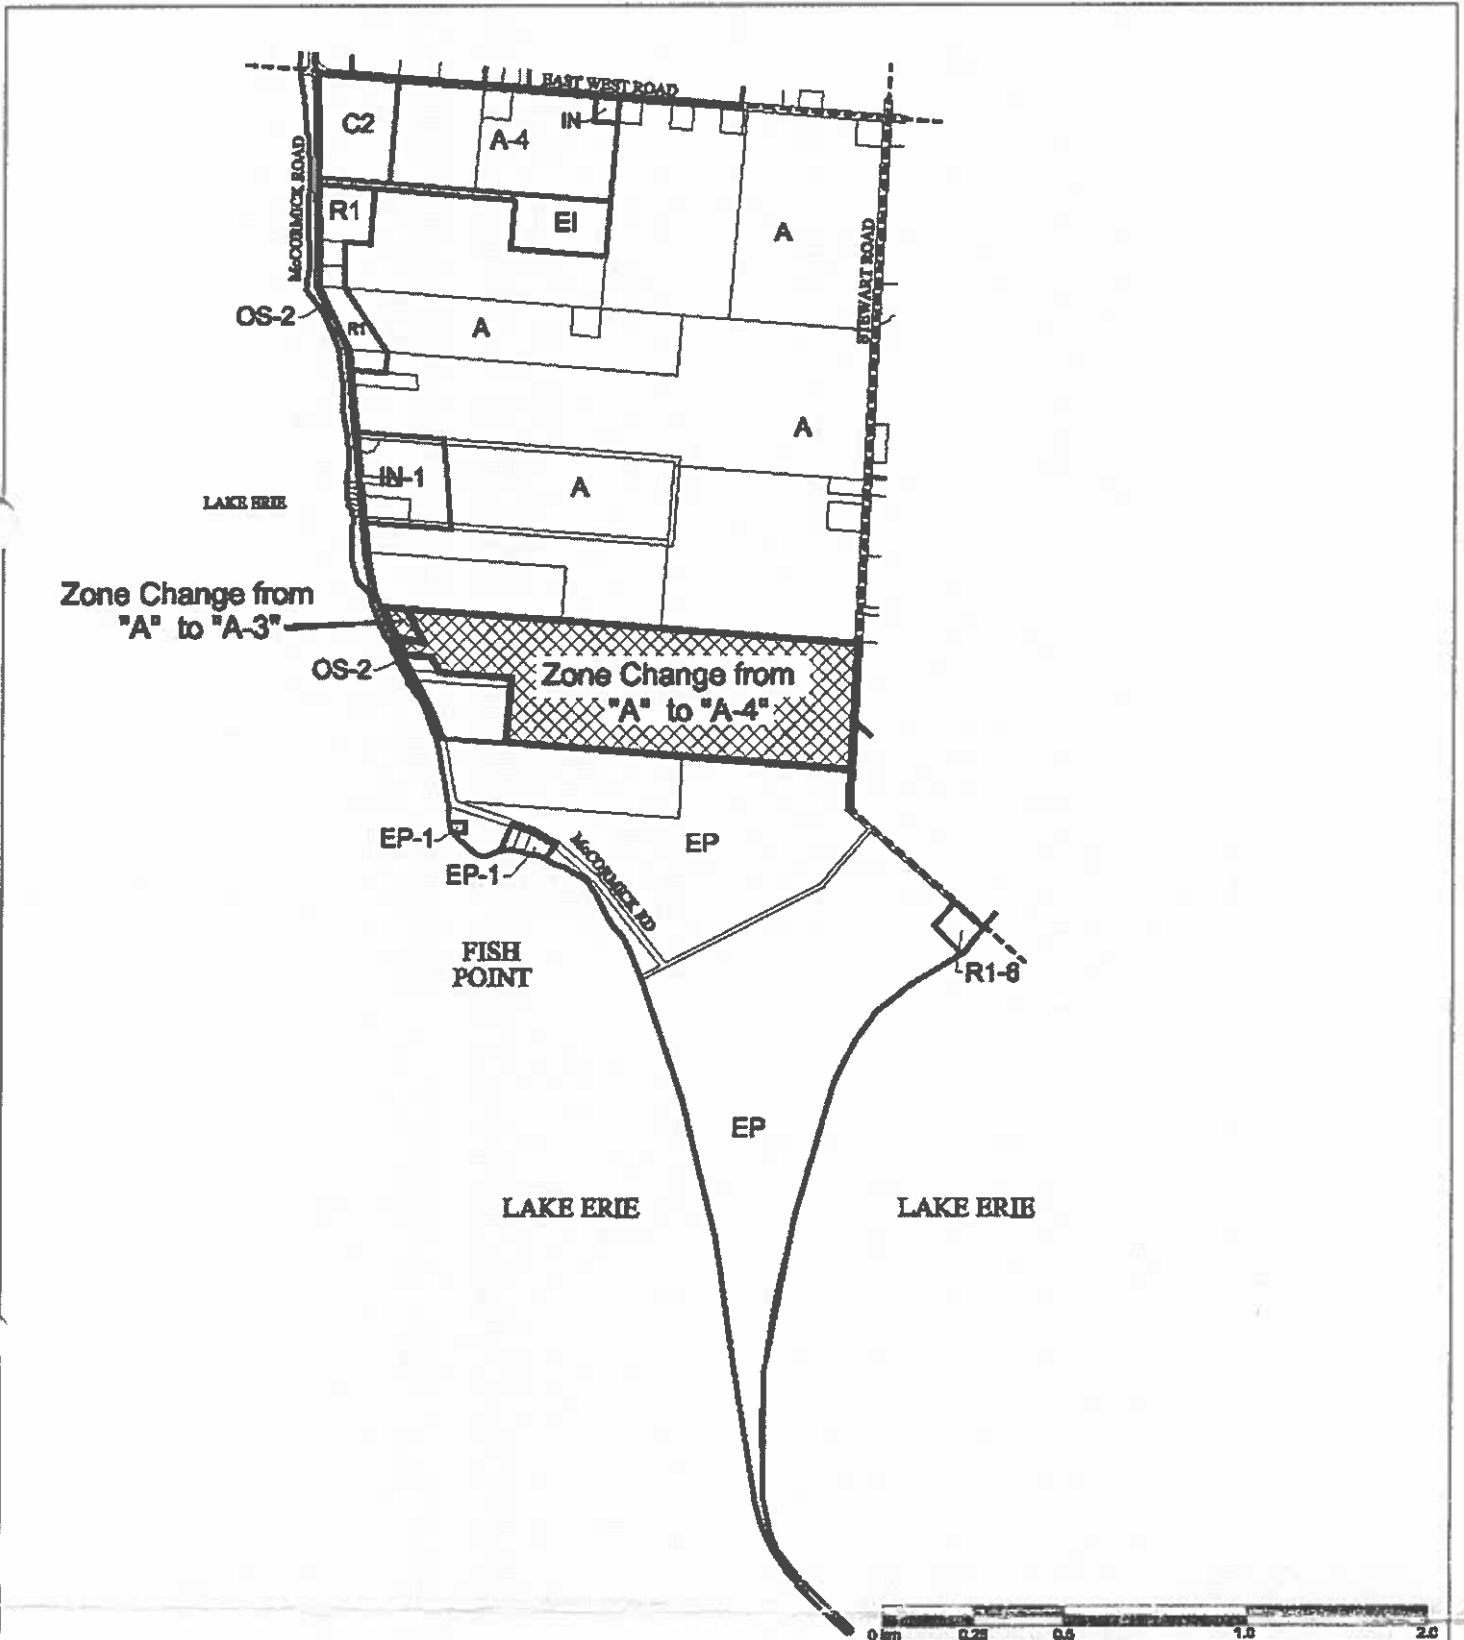 EAST WEST ROAD
C2
IN
A-4
McCORMICK ROAD
R1
EI
A
STEWART ROAD
OS-2
R1
A
A
IN-1
A
LAKE ERIE
Zone Change from
"A" to "A-3"
OS-2
Zone Change from
"A" to "A-4"
EP-1
EP
EP-1
McCORMICK RD
FISH
POINT
R1-6
EP
LAKE ERIE
LAKE ERIE
0 km 0.25 0.5 1.0 2.0